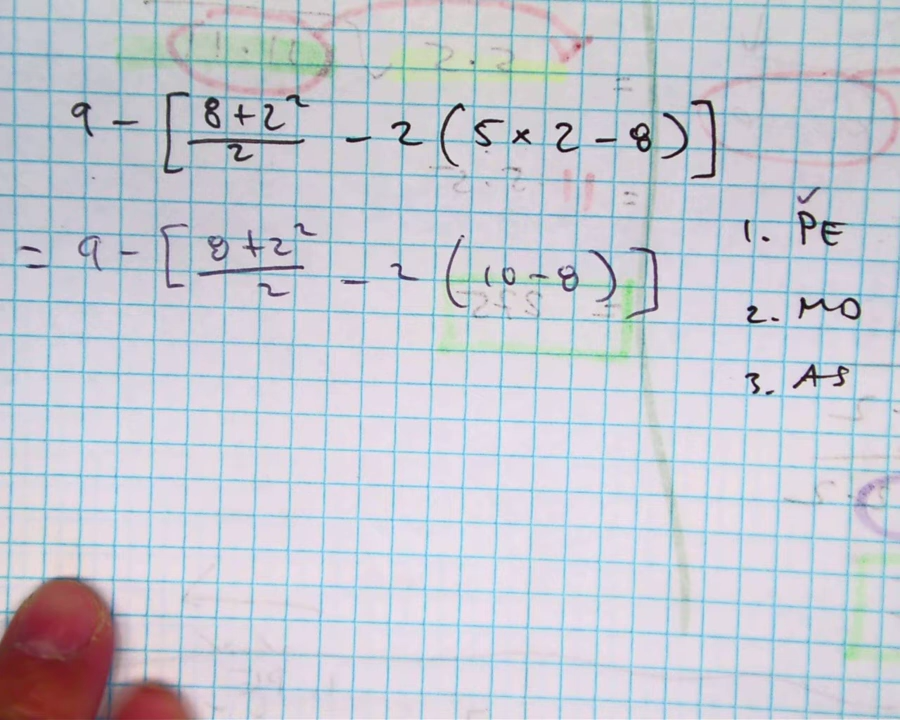 9 - [ (8 + 2²)/2 - 2 ( 5 × 2 - 8 ) ]
= 9 - [ (8 + 2²)/2 - 2 ( 10 - 8 ) ]
1. PE
2. MD
3. AS